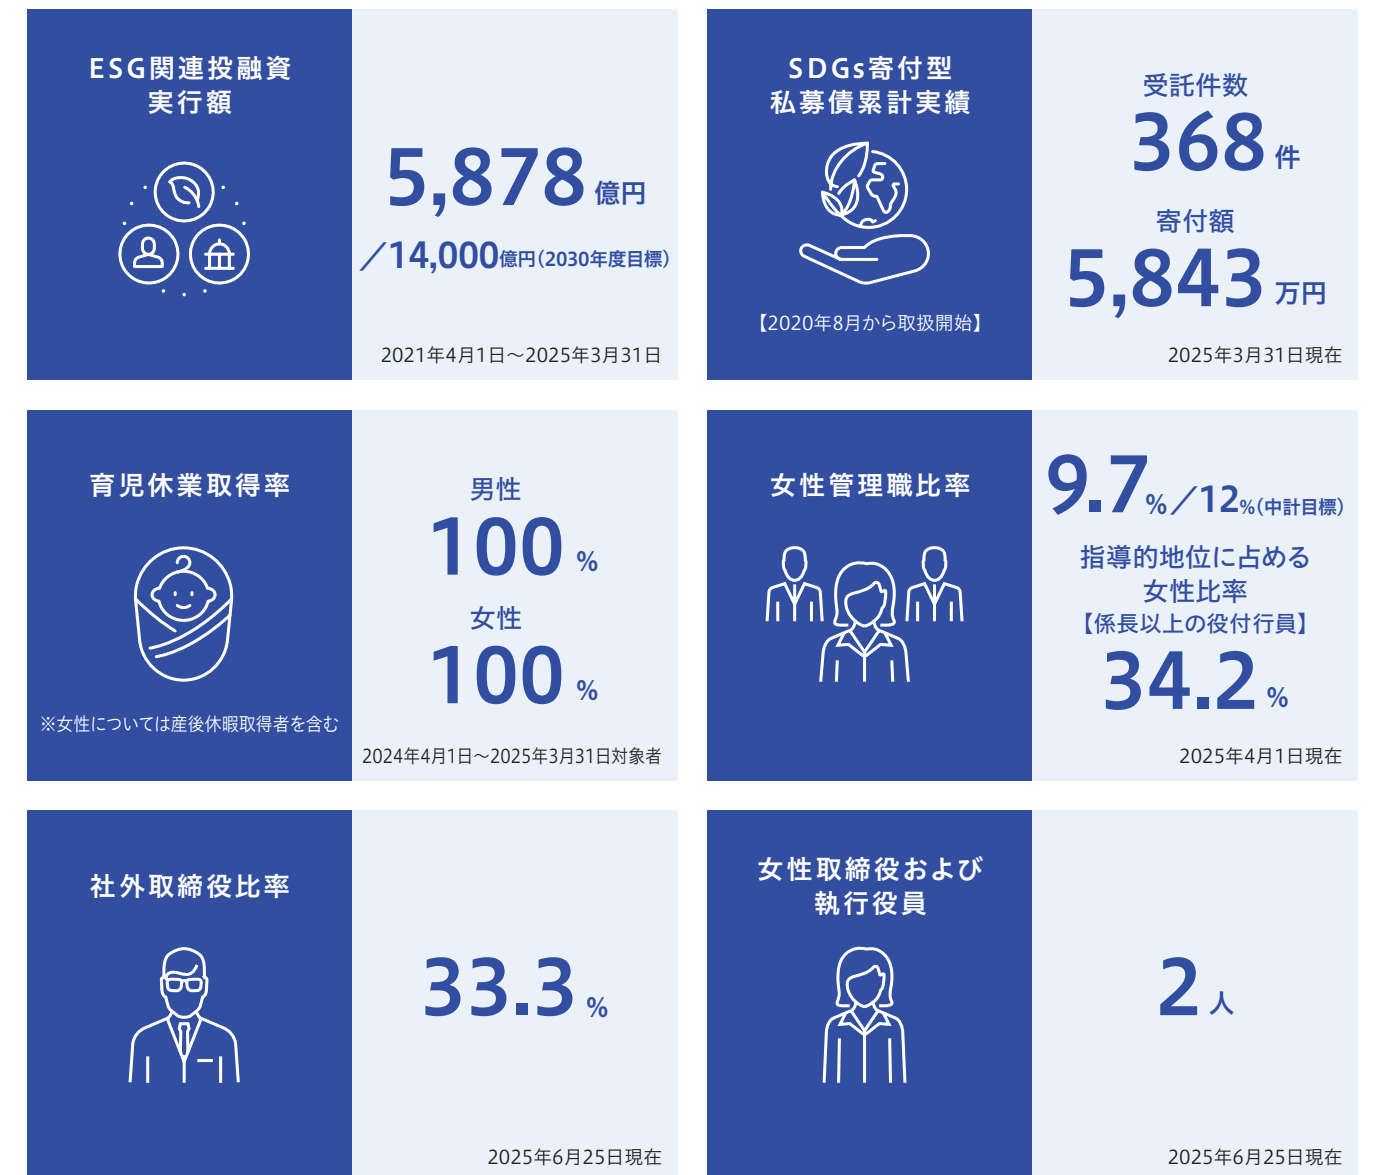 ESG関連投融資
実行額
5,878億円
／14,000億円（2030年度目標）
2021年4月1日～2025年3月31日
SDGs寄付型
私募債累計実績
【2020年8月から取扱開始】
受託件数
368件
寄付額
5,843万円
2025年3月31日現在
育児休業取得率
※女性については産後休暇取得者を含む
男性
100%
女性
100%
2024年4月1日～2025年3月31日対象者
女性管理職比率
9.7%／12%（中計目標）
指導的地位に占める
女性比率
【係長以上の役付行員】
34.2%
2025年4月1日現在
社外取締役比率
33.3%
2025年6月25日現在
女性取締役および
執行役員
2人
2025年6月25日現在